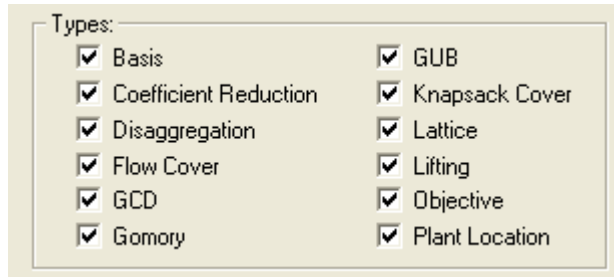 Types:
Basis
Coefficient Reduction
Disaggregation
Flow Cover
GCD
Gomory
GUB
Knapsack Cover
Lattice
Lifting
Objective
Plant Location